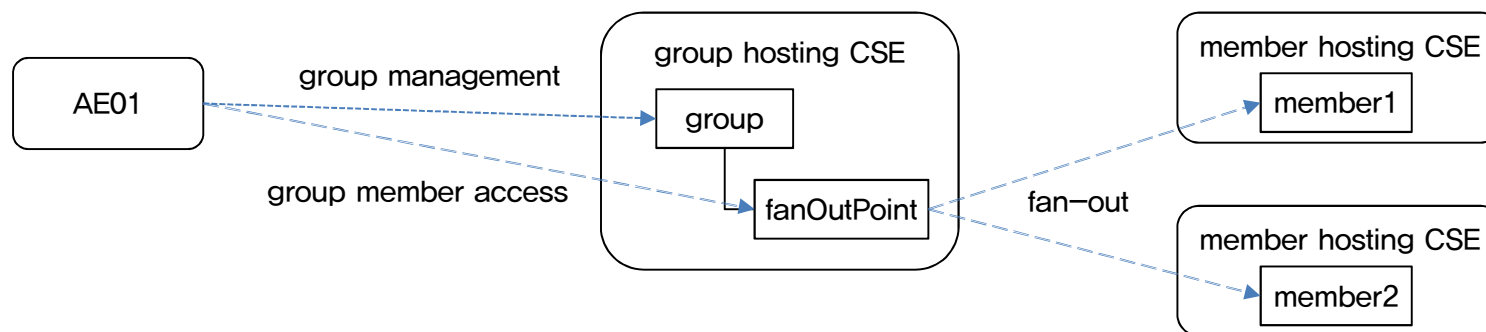 AE01
group management
group member access
group hosting CSE
group
fanOutPoint
fan-out
member hosting CSE
member1
member hosting CSE
member2